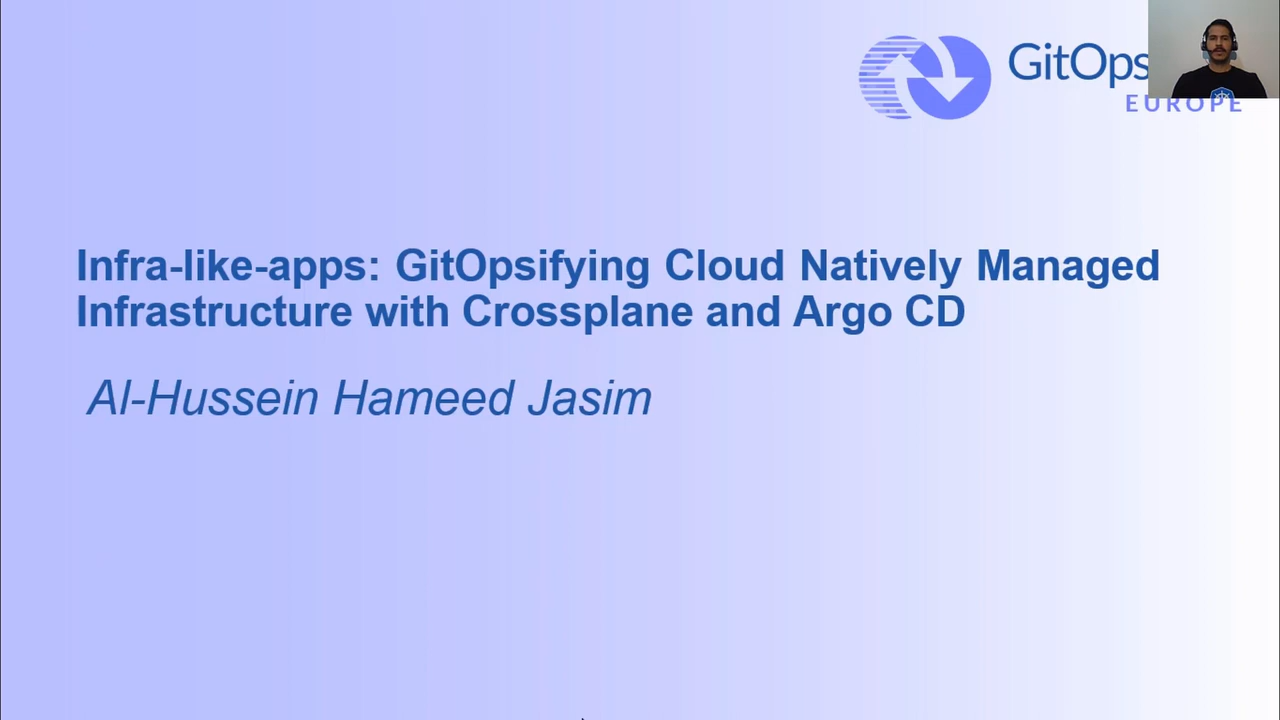 GitOps
EUROPE
Infra-like-apps: GitOpsifying Cloud Natively Managed
Infrastructure with Crossplane and Argo CD
Al-Hussein Hameed Jasim